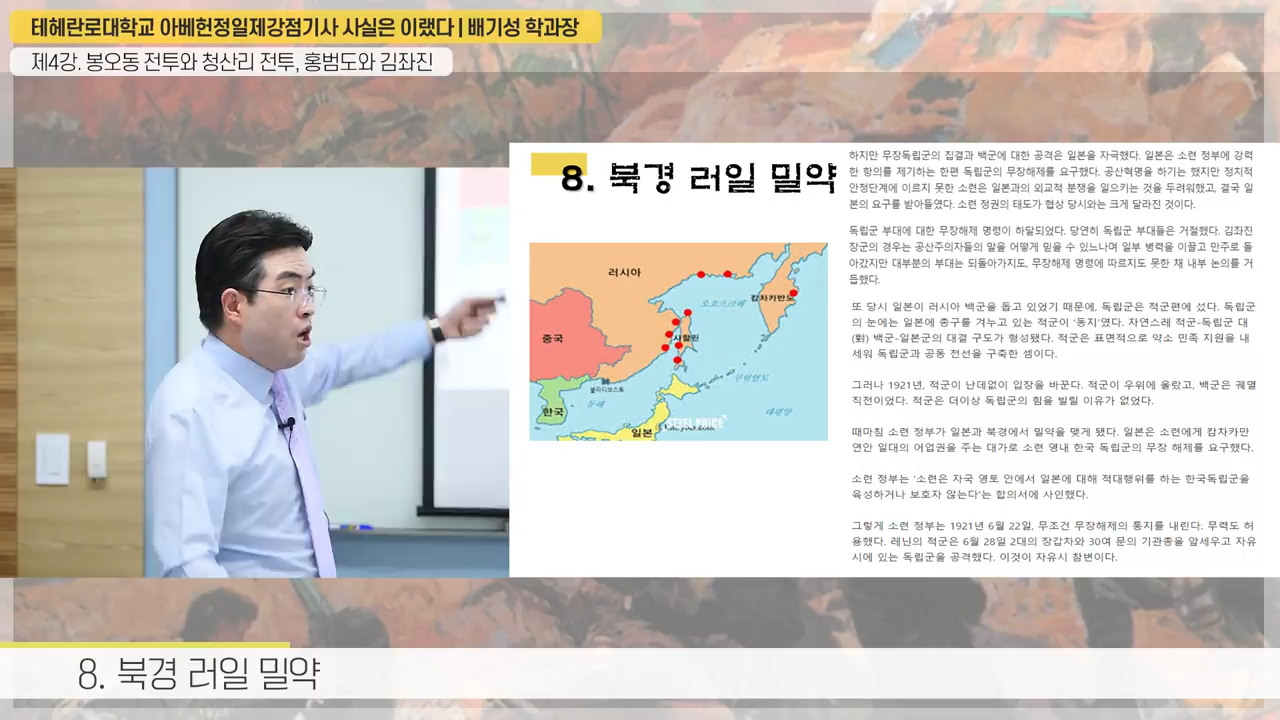 테헤란로대학교 아베헌정일제강점기사 사실은 이랬다 | 배기성 학과장
제4강. 봉오동 전투와 청산리 전투, 홍범도와 김좌진
8. 북경 러일 밀약
러시아
오호츠크해
캄차카반도
중국
사할린
블라디보스토
쿠릴열도
한국
동해
태평양
STEEL PRICE
일본
하지만 무장독립군의 집결과 백군에 대한 공격은 일본을 자극했다. 일본은 소련 정부에 강력
한 항의를 제기하는 한편 독립군의 무장해제를 요구했다. 공산혁명을 하기는 했지만 정치적
안정단계에 이르지 못한 소련은 일본과의 외교적 분쟁을 일으키는 것을 두려워했고, 결국 일
본의 요구를 받아들였다. 소련 정권의 태도가 협상 당시와는 크게 달라진 것이다.
독립군 부대에 대한 무장해제 명령이 하달되었다. 당연히 독립군 부대들은 거절했다. 김좌진
장군의 경우는 공산주의자들의 말을 어떻게 믿을 수 있느냐며 일부 병력을 이끌고 만주로 돌
아갔지만 대부분의 부대는 되돌아가지도, 무장해제 명령에 따르지도 못한 채 내부 논의를 거
듭했다.
또 당시 일본이 러시아 백군을 돕고 있었기 때문에, 독립군은 적군편에 섰다. 독립군
의 눈에는 일본에 총구를 겨누고 있는 적군이 '동지'였다. 자연스레 적군-독립군 대
(對) 백군-일본군의 대결 구도가 형성됐다. 적군은 표면적으로 약소 민족 지원을 내
세워 독립군과 공동 전선을 구축한 셈이다.
그러나 1921년, 적군이 난데없이 입장을 바꾼다. 적군이 우위에 올랐고, 백군은 궤멸
직전이었다. 적군은 더이상 독립군의 힘을 빌릴 이유가 없었다.
때마침 소련 정부가 일본과 북경에서 밀약을 맺게 됐다. 일본은 소련에게 캄차카만
연안 일대의 어업권을 주는 대가로 소련 영내 한국 독립군의 무장 해제를 요구했다.
소련 정부는 '소련은 자국 영토 안에서 일본에 대해 적대행위를 하는 한국독립군을
육성하거나 보호자 않는다'는 합의서에 사인했다.
그렇게 소련 정부는 1921년 6월 22일, 무조건 무장해제의 통지를 내린다. 무력도 허
용했다. 레닌의 적군은 6월 28일 2대의 장갑차와 30여 문의 기관총을 앞세우고 자유
시에 있는 독립군을 공격했다. 이것이 자유시 참변이다.
8. 북경 러일 밀약